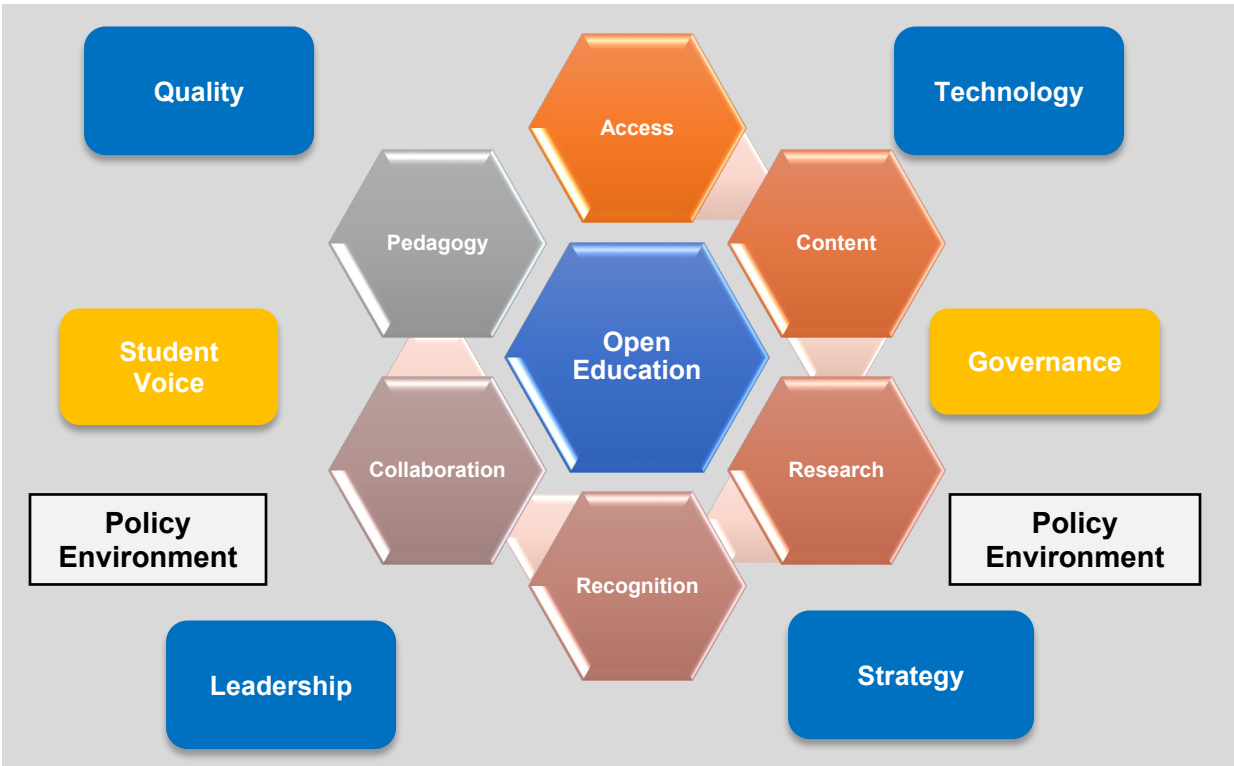 Quality
Technology
Access
Pedagogy
Content
Open
Education
Student
Voice
Governance
Collaboration
Research
Policy
Environment
Policy
Environment
Recognition
Leadership
Strategy